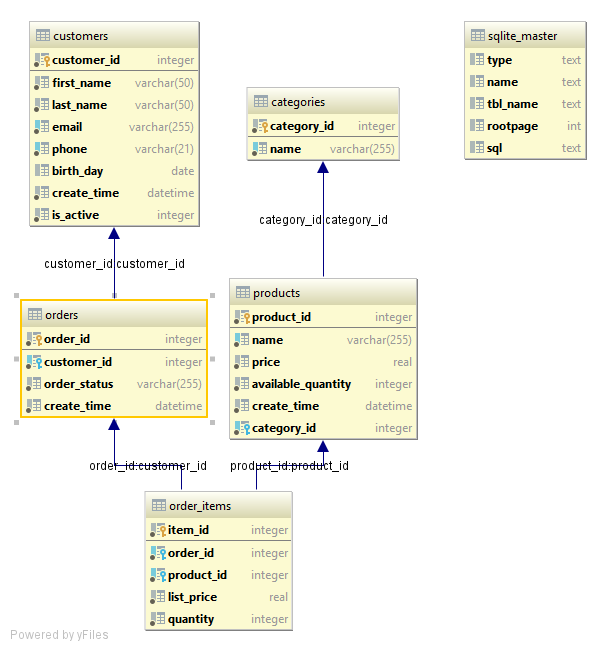 customers
customer_id integer
first_name varchar(50)
last_name varchar(50)
email varchar(255)
phone varchar(21)
birth_day date
create_time datetime
is_active integer
categories
category_id integer
name varchar(255)
sqlite_master
type text
name text
tbl_name text
rootpage int
sql text
customer_id:customer_id
category_id:category_id
orders
order_id integer
customer_id integer
order_status varchar(255)
create_time datetime
products
product_id integer
name varchar(255)
price real
available_quantity integer
create_time datetime
category_id integer
order_id:customer_id
product_id:product_id
order_items
item_id integer
order_id integer
product_id integer
list_price real
quantity integer
Powered by yFiles